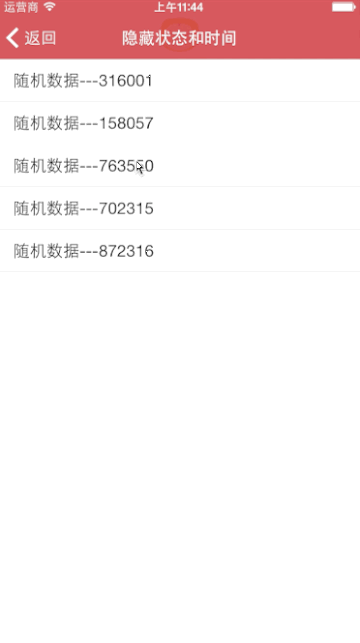 运营商 上午11:44
返回 隐藏状态和时间
随机数据---316001
随机数据---158057
随机数据---763550
随机数据---702315
随机数据---872316